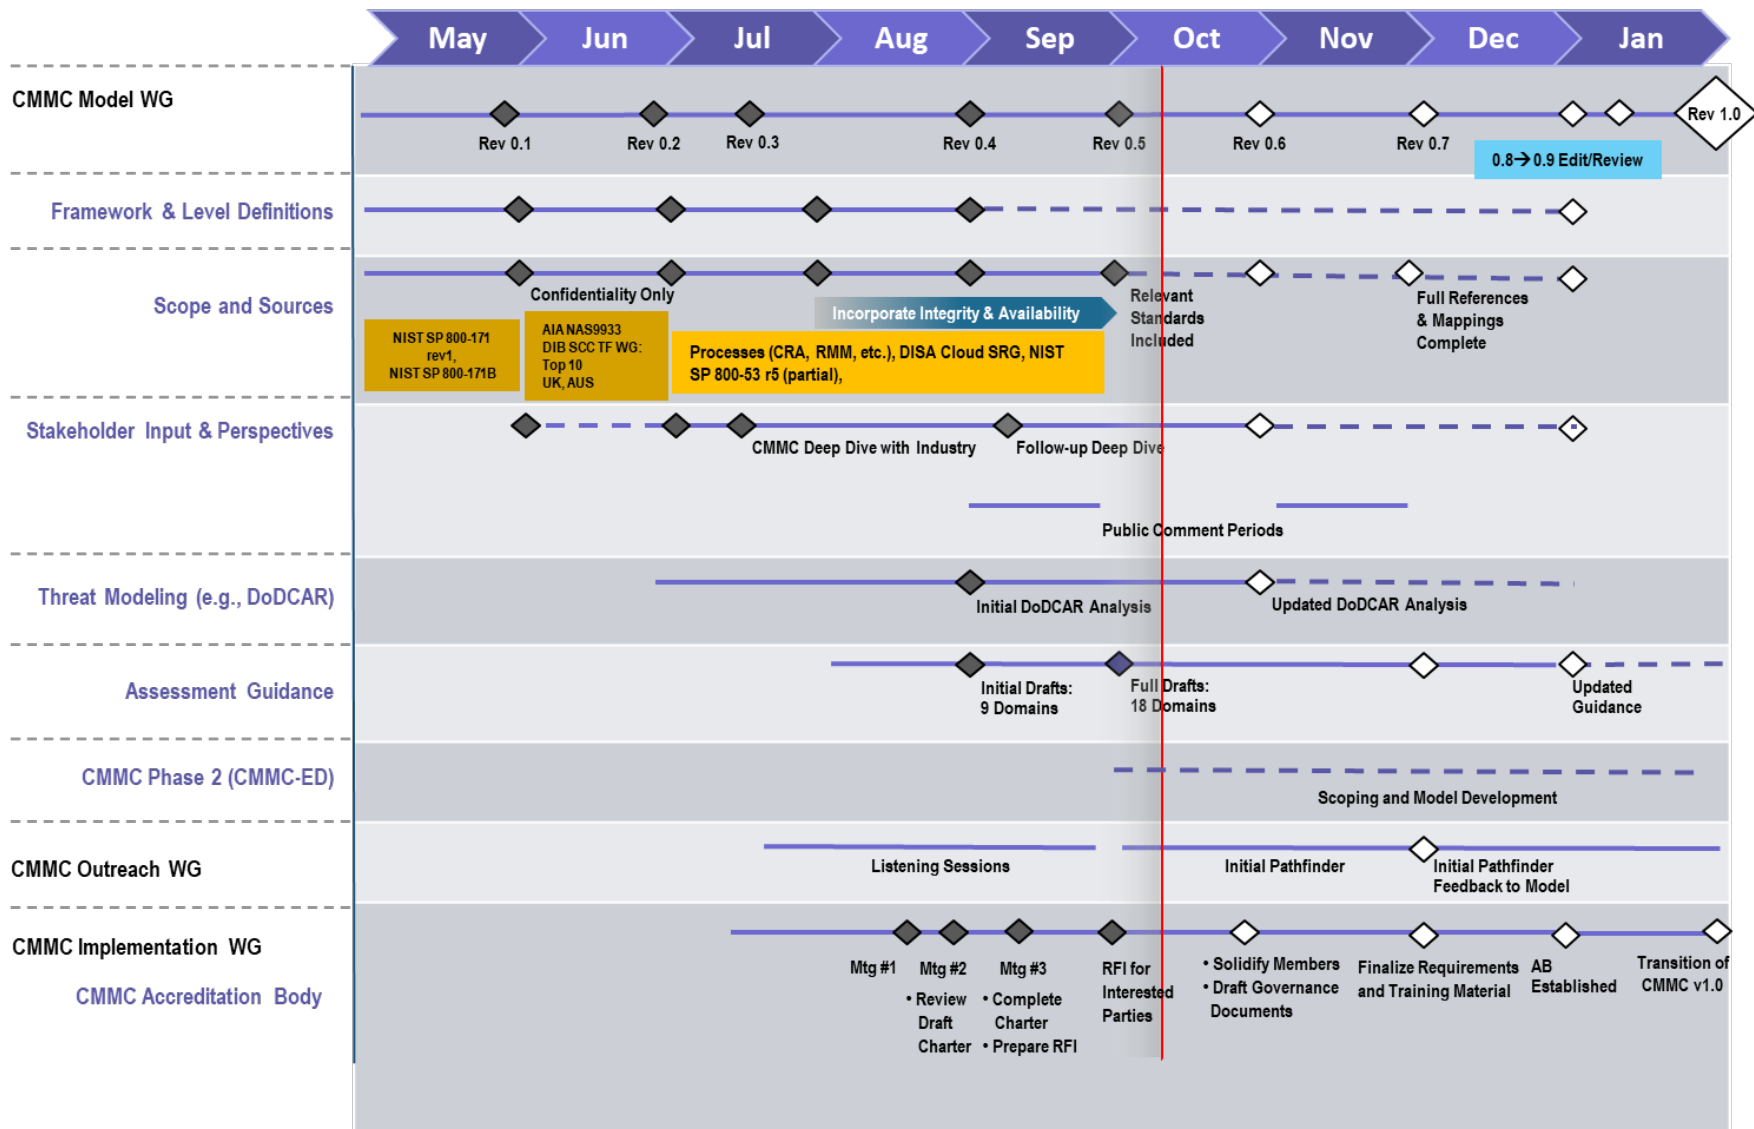 May Jun Jul Aug Sep Oct Nov Dec Jan
CMMC Model WG
Rev 0.1 Rev 0.2 Rev 0.3 Rev 0.4 Rev 0.5 Rev 0.6 Rev 0.7 Rev 1.0
0.8→0.9 Edit/Review
Framework & Level Definitions
Scope and Sources
Confidentiality Only
NIST SP 800-171
rev1,
NIST SP 800-171B
AIA NAS9933
DIB SCC TF WG:
Top 10
UK, AUS
Incorporate Integrity & Availability
Processes (CRA, RMM, etc.), DISA Cloud SRG, NIST
SP 800-53 r5 (partial),
Relevant
Standards
Included
Full References
& Mappings
Complete
Stakeholder Input & Perspectives
CMMC Deep Dive with Industry
Follow-up Deep Dive
Public Comment Periods
Threat Modeling (e.g., DoDCAR)
Initial DoDCAR Analysis
Updated DoDCAR Analysis
Assessment Guidance
Initial Drafts:
9 Domains
Full Drafts:
18 Domains
Updated
Guidance
CMMC Phase 2 (CMMC-ED)
Scoping and Model Development
CMMC Outreach WG
Listening Sessions
Initial Pathfinder
Initial Pathfinder
Feedback to Model
CMMC Implementation WG
CMMC Accreditation Body
Mtg #1
Mtg #2
• Review
Draft
Charter
Mtg #3
• Complete
Charter
• Prepare RFI
RFI for
Interested
Parties
• Solidify Members
• Draft Governance
Documents
Finalize Requirements
and Training Material
AB
Established
Transition of
CMMC v1.0